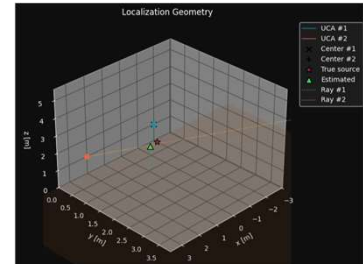 Localization Geometry
UCA #1
UCA #2
Center #1
Center #2
True source
Estimated
Ray #1
Ray #2
z [m]
5
4
3
2
1
0
0.0
0.5
1.0
1.5
2.0
2.5
3.0
3.5
y [m]
3
2
1
0
−1
−2
−3
x [m]